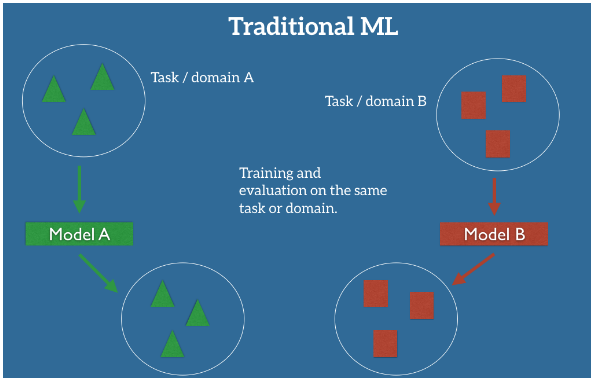 Traditional ML
Task / domain A
Task / domain B
Training and
evaluation on the same
task or domain.
Model A
Model B